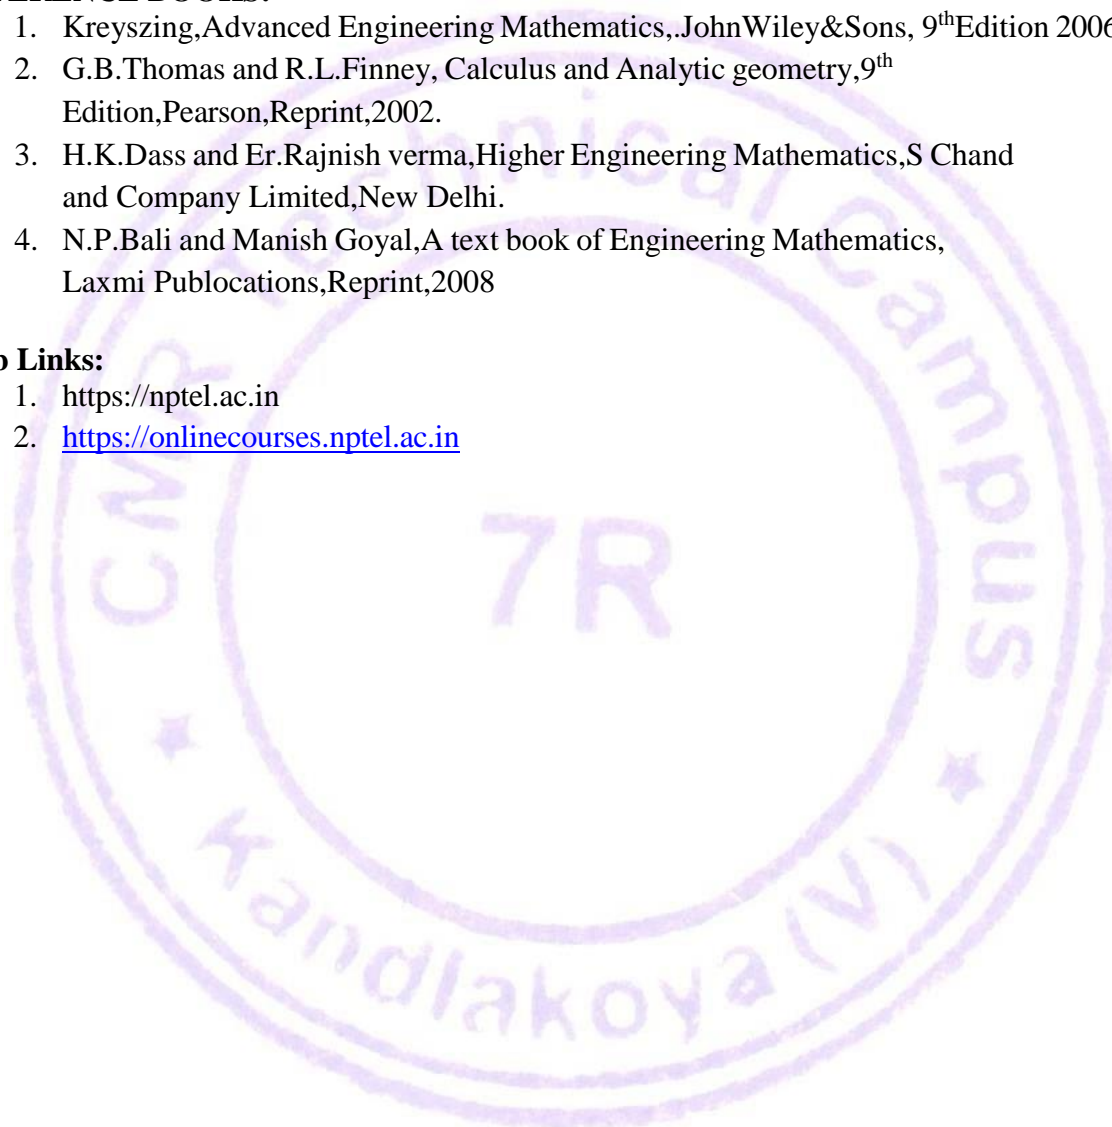 1. Kreyszing,Advanced Engineering Mathematics,.JohnWiley&Sons, 9thEdition 2006
2. G.B.Thomas and R.L.Finney, Calculus and Analytic geometry,9th
Edition,Pearson,Reprint,2002.
3. H.K.Dass and Er.Rajnish verma,Higher Engineering Mathematics,S Chand
and Company Limited,New Delhi.
4. N.P.Bali and Manish Goyal,A text book of Engineering Mathematics,
Laxmi Publocations,Reprint,2008
Links:
1. https://nptel.ac.in
2. https://onlinecourses.nptel.ac.in
CMR Technical Campus
7R
Kandlakoya (V)